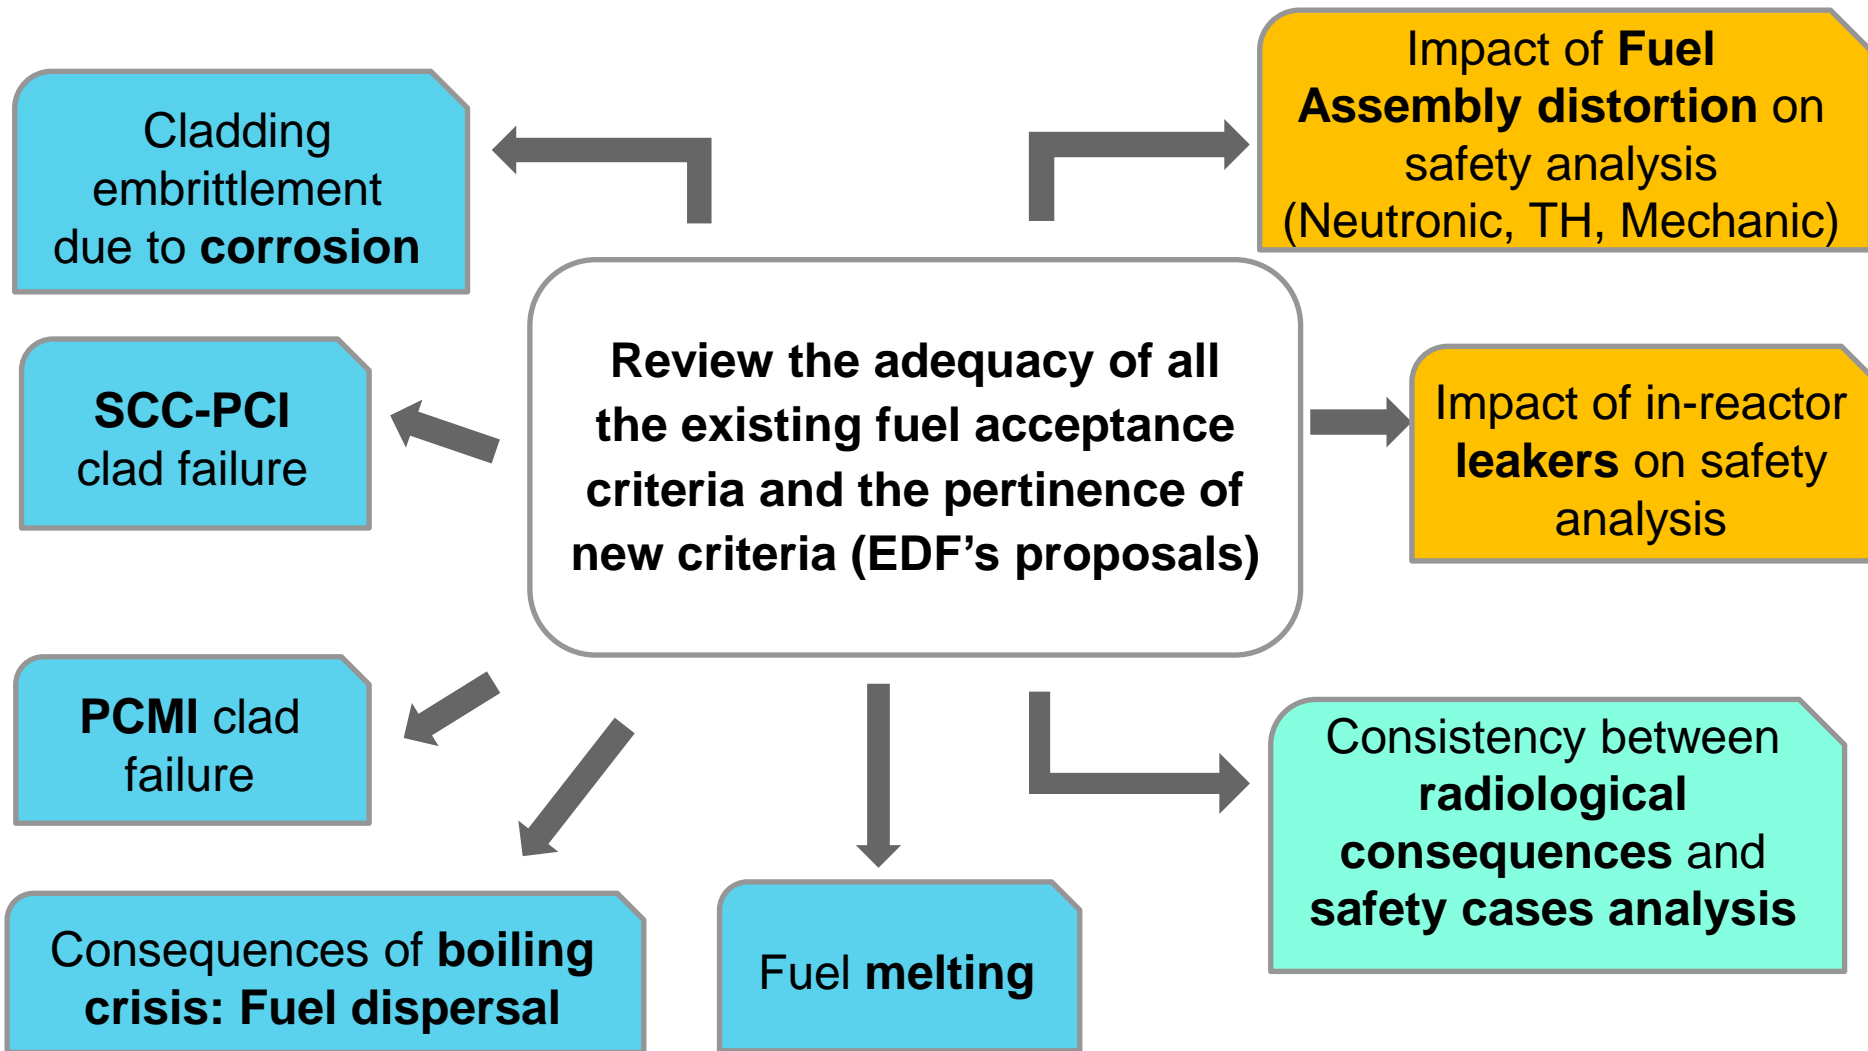 Cladding
embrittlement
due to corrosion
Impact of Fuel
Assembly distortion on
safety analysis
(Neutronic, TH, Mechanic)
SCC-PCI
clad failure
Review the adequacy of all
the existing fuel acceptance
criteria and the pertinence of
new criteria (EDF’s proposals)
Impact of in-reactor
leakers on safety
analysis
PCMI clad
failure
Consistency between
radiological
consequences and
safety cases analysis
Consequences of boiling
crisis: Fuel dispersal
Fuel melting